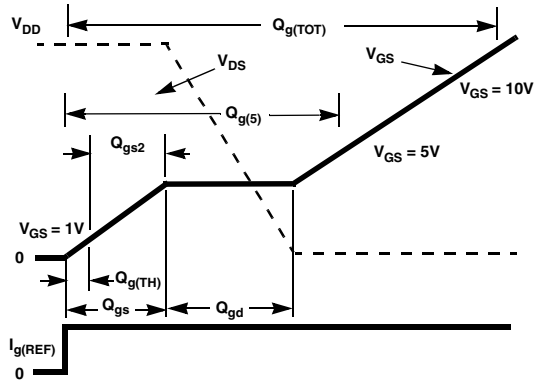 V_DD
Q_g(TOT)
V_DS
V_GS
V_GS = 10V
Q_g(5)
Q_gs2
V_GS = 5V
V_GS = 1V
0
Q_g(TH)
Q_gs
Q_gd
I_g(REF)
0